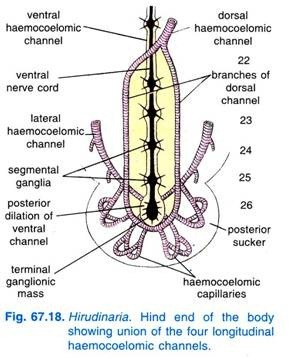 ventral
haemocoelomic
channel
dorsal
haemocoelomic
channel
22
ventral
nerve cord
branches of
dorsal
channel
23
lateral
haemocoelomic
channel
24
segmental
ganglia
25
posterior
dilation of
ventral
channel
26
posterior
sucker
terminal
ganglionic
mass
haemocoelomic
capillaries
Fig. 67.18. Hirudinaria. Hind end of the body
showing union of the four longitudinal
haemocoelomic channels.